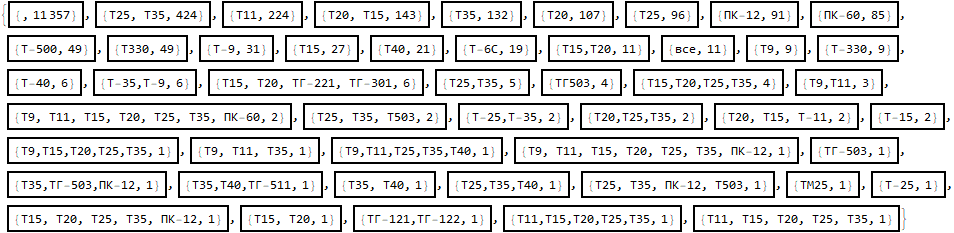 {{, 11 357}, {Т25, Т35, 424}, {Т11, 224}, {Т20, Т15, 143}, {Т35, 132}, {Т20, 107}, {Т25, 96}, {ПК-12, 91}, {ПК-60, 85},
{Т-500, 49}, {Т330, 49}, {Т-9, 31}, {Т15, 27}, {Т40, 21}, {Т-6С, 19}, {Т15,Т20, 11}, {все, 11}, {Т9, 9}, {Т-330, 9},
{Т-40, 6}, {Т-35,Т-9, 6}, {Т15, Т20, ТГ-221, ТГ-301, 6}, {Т25,Т35, 5}, {ТГ503, 4}, {Т15,Т20,Т25,Т35, 4}, {Т9,Т11, 3},
{Т9, Т11, Т15, Т20, Т25, Т35, ПК-60, 2}, {Т25, Т35, Т503, 2}, {Т-25,Т-35, 2}, {Т20,Т25,Т35, 2}, {Т20, Т15, Т-11, 2}, {Т-15, 2},
{Т9,Т15,Т20,Т25,Т35, 1}, {Т9, Т11, Т35, 1}, {Т9,Т11,Т25,Т35,Т40, 1}, {Т9, Т11, Т15, Т20, Т25, Т35, ПК-12, 1}, {ТГ-503, 1},
{Т35,ТГ-503,ПК-12, 1}, {Т35,Т40,ТГ-511, 1}, {Т35, Т40, 1}, {Т25,Т35,Т40, 1}, {Т25, Т35, ПК-12, Т503, 1}, {ТМ25, 1}, {Т-25, 1},
{Т15, Т20, Т25, Т35, ПК-12, 1}, {Т15, Т20, 1}, {ТГ-121,ТГ-122, 1}, {Т11,Т15,Т20,Т25,Т35, 1}, {Т11, Т15, Т20, Т25, Т35, 1}}